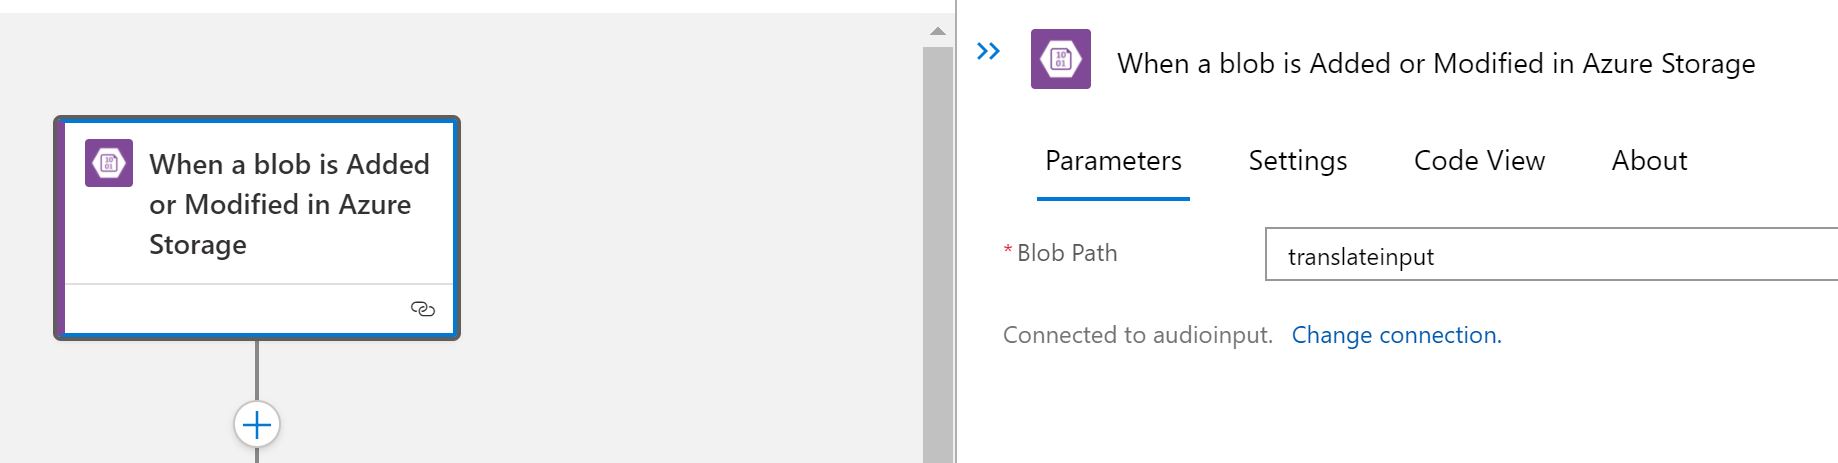 When a blob is Added
or Modified in Azure
Storage
When a blob is Added or Modified in Azure Storage
Parameters Settings Code View About
* Blob Path translateinput
Connected to audioinput. Change connection.